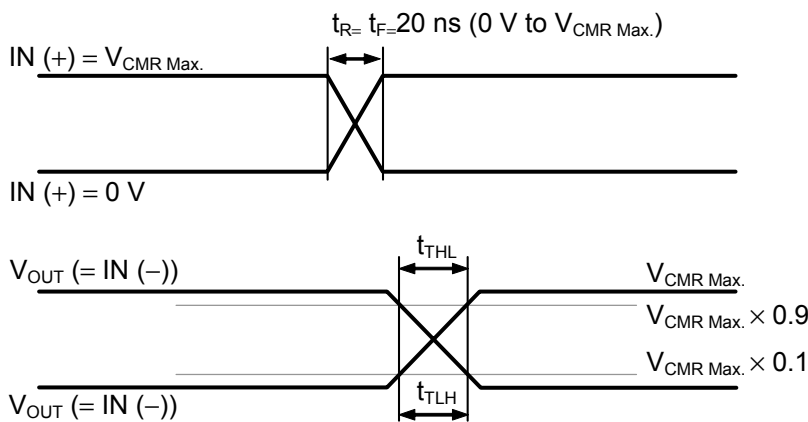 tR= tF=20 ns (0 V to VCMR Max.)
IN (+) = VCMR Max.
IN (+) = 0 V
tTHL
VOUT (= IN (−))
VCMR Max.
VCMR Max. × 0.9
VCMR Max. × 0.1
VOUT (= IN (−))
tTLH